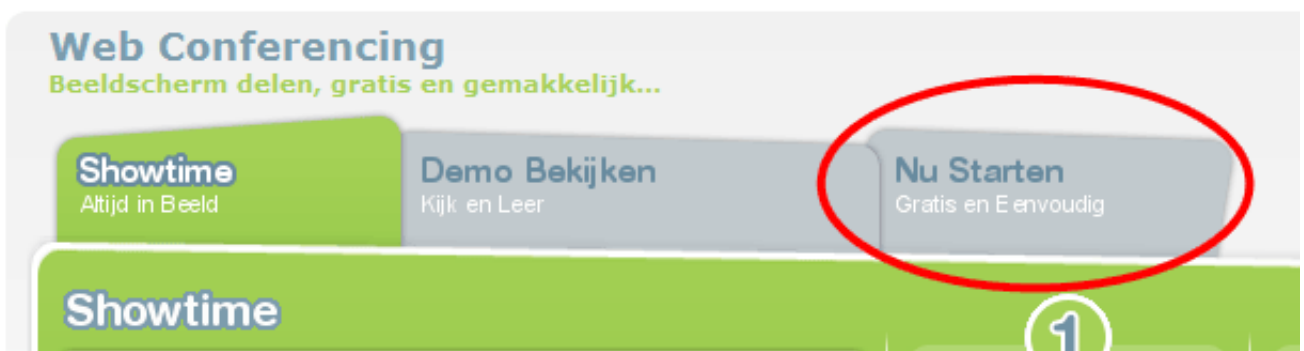 Web Conferencing
Beeldscherm delen, gratis en gemakkelijk...
Showtime
Altijd in Beeld
Demo Bekijken
Kijk en Leer
Nu Starten
Gratis en Eenvoudig
Showtime
1